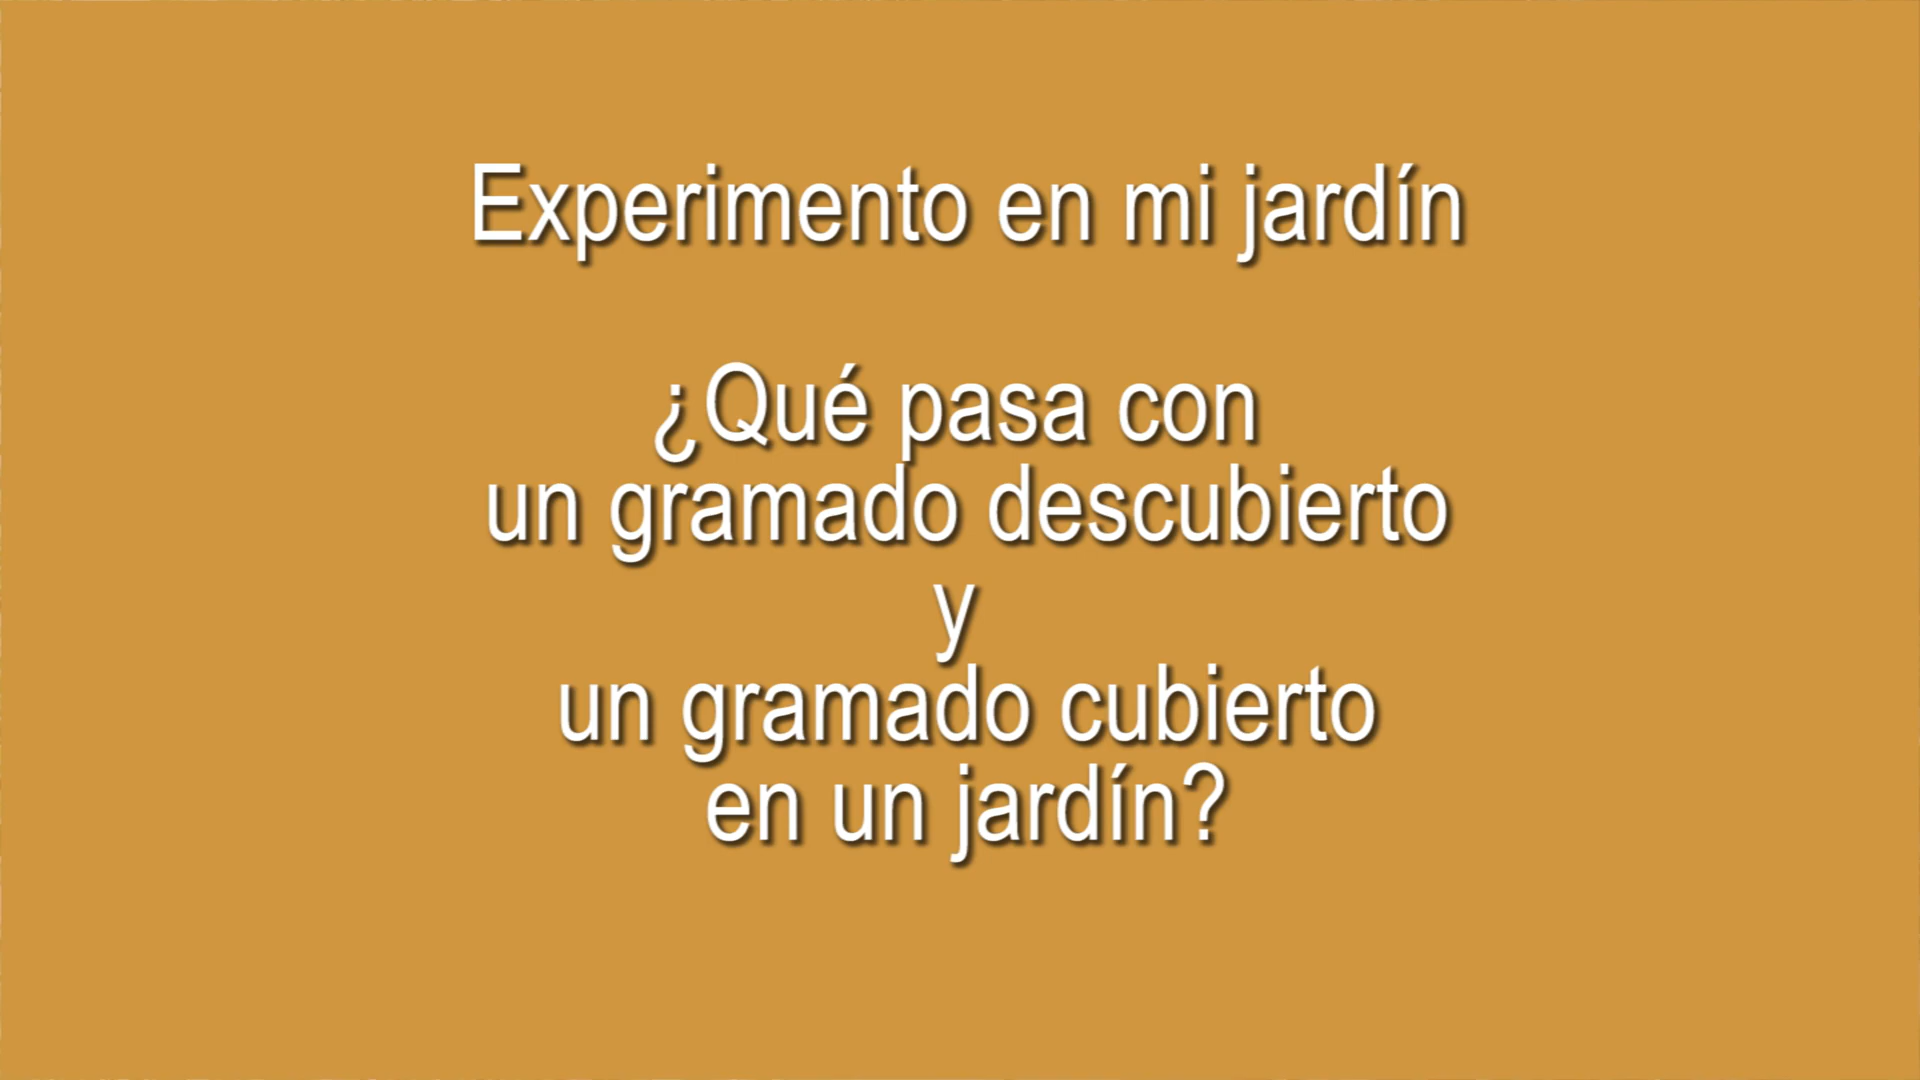 Experimento en mi jardín
¿Qué pasa con
un gramado descubierto
y
un gramado cubierto
en un jardín?